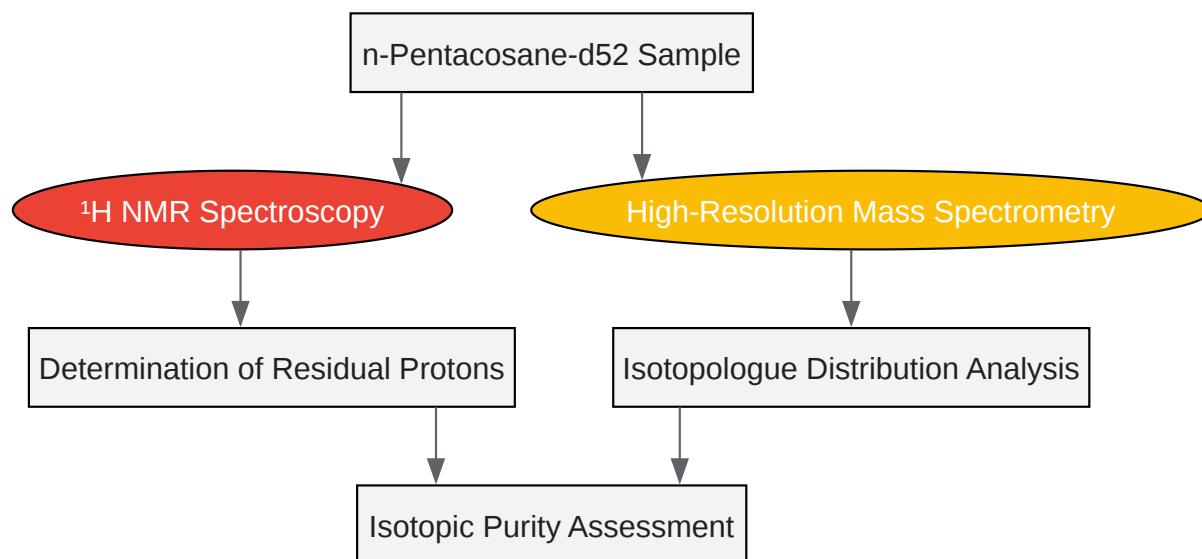 n-Pentacosane-d52 Sample
¹H NMR Spectroscopy
High-Resolution Mass Spectrometry
Determination of Residual Protons
Isotopologue Distribution Analysis
Isotopic Purity Assessment